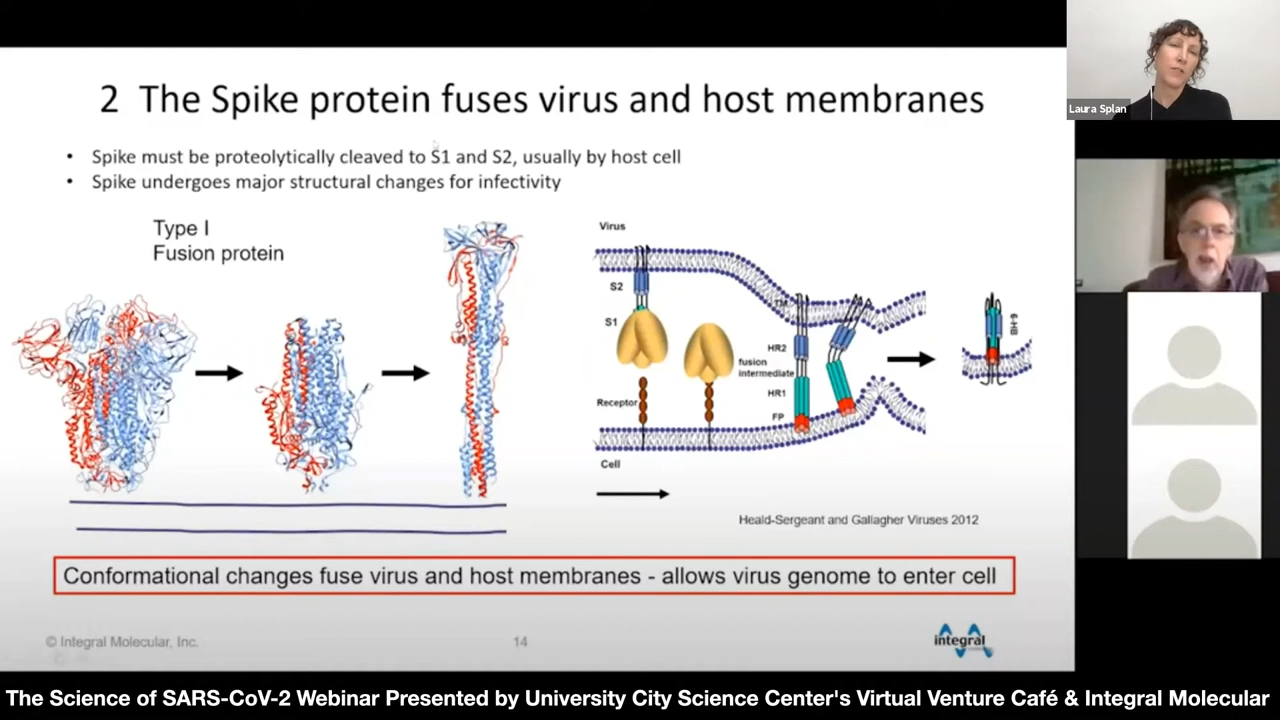 2 The Spike protein fuses virus and host membranes
• Spike must be proteolytically cleaved to S1 and S2, usually by host cell
• Spike undergoes major structural changes for infectivity
Type I
Fusion protein
Virus
S2
S1
Receptor
Cell
TM
HR2
fusion
intermediate
HR1
FP
6-HB
Heald-Sergeant and Gallagher Viruses 2012
Conformational changes fuse virus and host membranes - allows virus genome to enter cell
© Integral Molecular, Inc.
14
integral
Laura Splan
The Science of SARS-CoV-2 Webinar Presented by University City Science Center's Virtual Venture Café & Integral Molecular